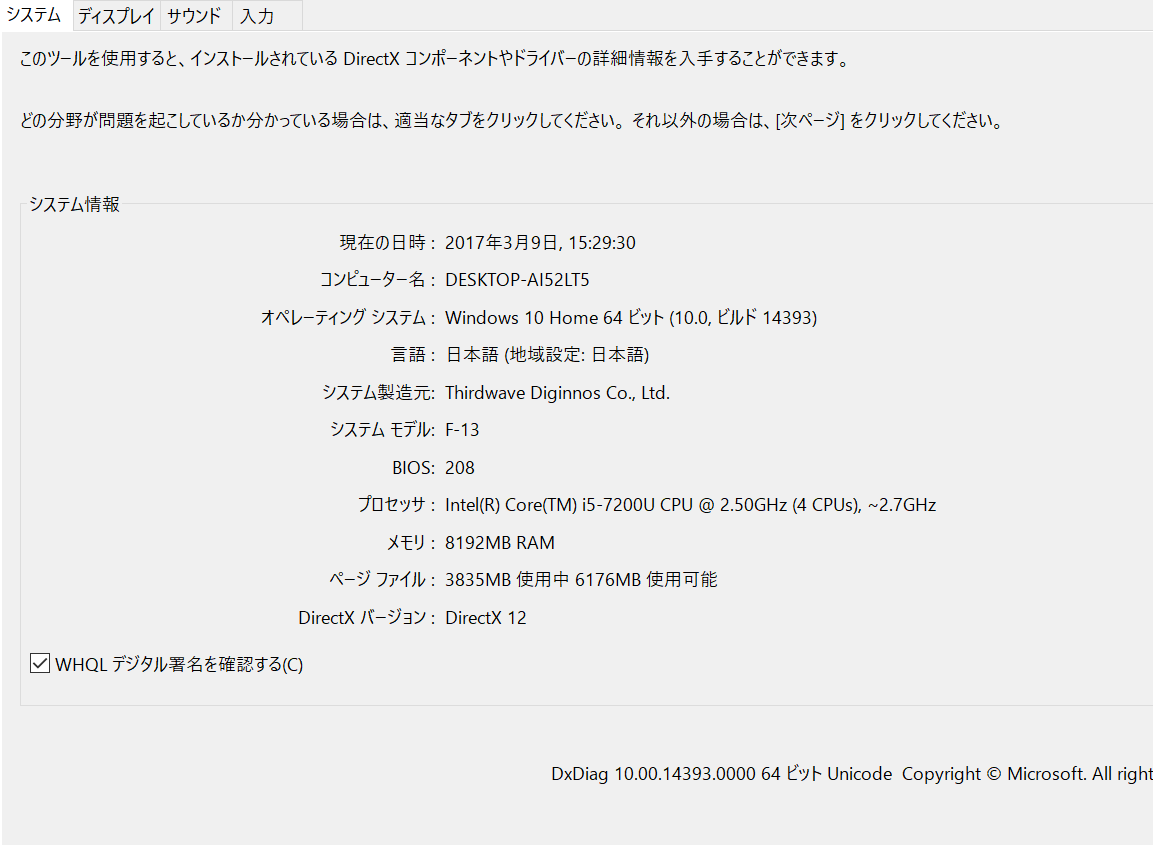 システム ディスプレイ サウンド 入力
このツールを使用すると、インストールされている DirectX コンポーネントやドライバーの詳細情報を入手することができます。
どの分野が問題を起こしているか分かっている場合は、適当なタブをクリックしてください。それ以外の場合は、[次ページ] をクリックしてください。
システム情報
現在の日時 : 2017年3月9日, 15:29:30
コンピューター名 : DESKTOP-AI52LT5
オペレーティング システム : Windows 10 Home 64 ビット (10.0, ビルド 14393)
言語 : 日本語 (地域設定: 日本語)
システム製造元: Thirdwave Diginnos Co., Ltd.
システム モデル: F-13
BIOS: 208
プロセッサ : Intel(R) Core(TM) i5-7200U CPU @ 2.50GHz (4 CPUs), ~2.7GHz
メモリ : 8192MB RAM
ページ ファイル : 3835MB 使用中 6176MB 使用可能
DirectX バージョン : DirectX 12
WHQL デジタル署名を確認する(C)
DxDiag 10.00.14393.0000 64 ビット Unicode Copyright © Microsoft. All right